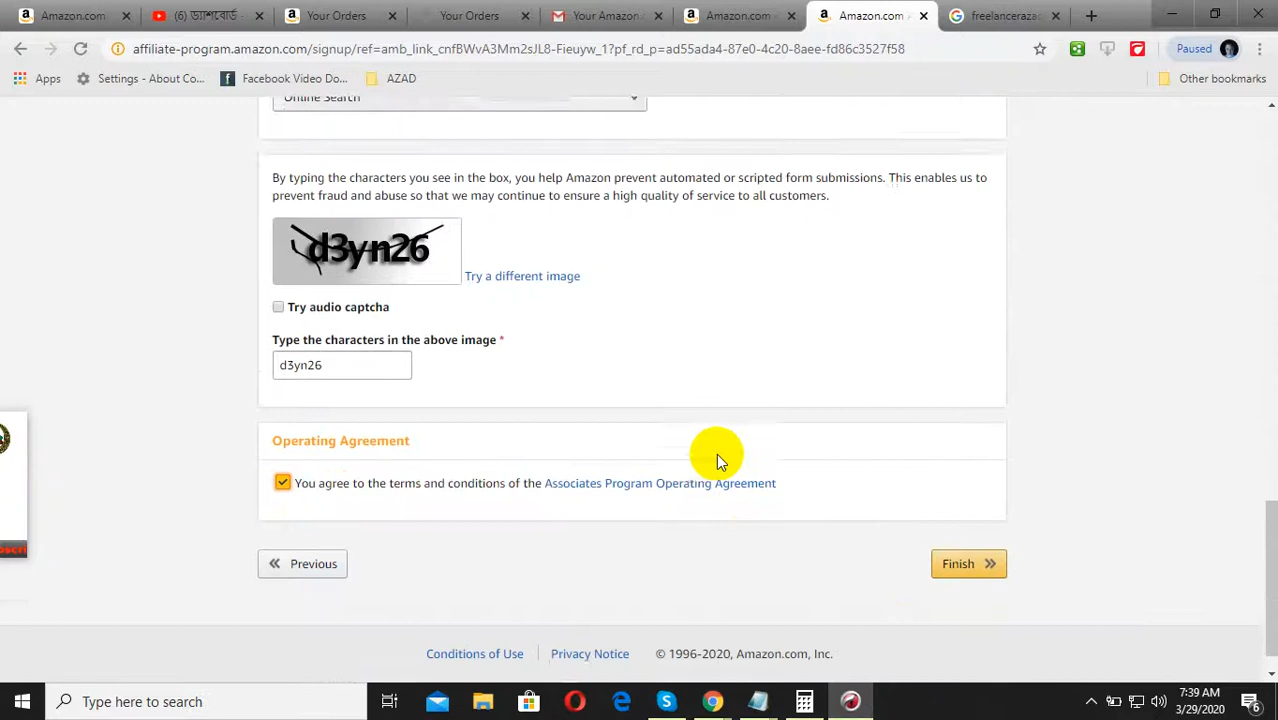 Amazon.com
(6) ড্যাশবোর্ড -
Your Orders
Your Orders
Your Amazon
Amazon.com
Amazon.com
freelanceraza
affiliate-program.amazon.com/signup/ref=amb_link_cnfBWvA3Mm2sJL8-Fieuyw_1?pf_rd_p=ad55ada4-87e0-4c20-8aee-fd86c3527f58
Paused
Apps
Settings - About Co...
Facebook Video Do...
AZAD
Other bookmarks
Online Search
By typing the characters you see in the box, you help Amazon prevent automated or scripted form submissions. This enables us to
prevent fraud and abuse so that we may continue to ensure a high quality of service to all customers.
d3yn26
Try a different image
Try audio captcha
Type the characters in the above image *
d3yn26
Operating Agreement
You agree to the terms and conditions of the Associates Program Operating Agreement
Previous
Finish
Conditions of Use
Privacy Notice
© 1996-2020, Amazon.com, Inc.
Type here to search
7:39 AM
3/29/2020
6